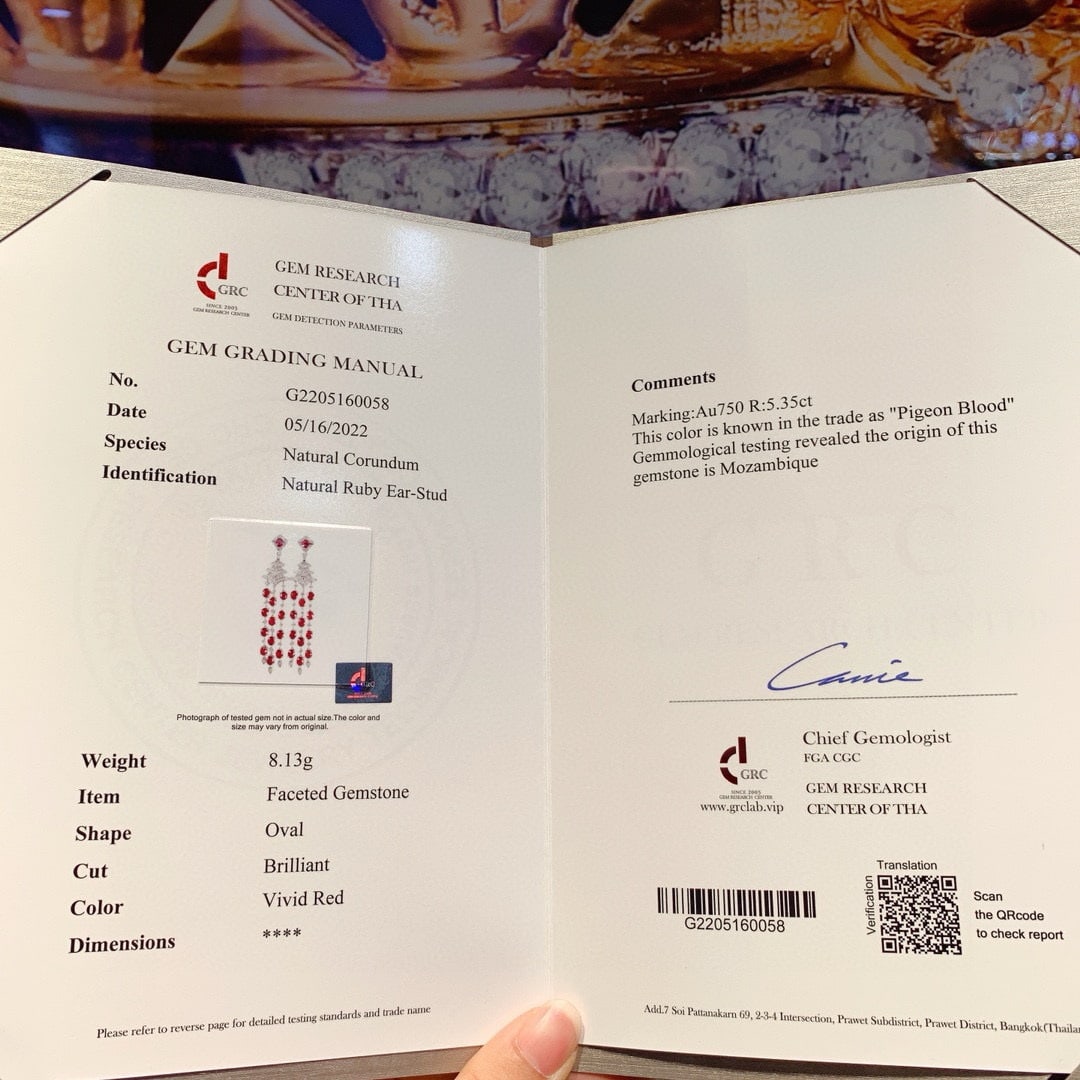 GRC
SINCE 2005
GEM RESEARCH CENTER
GEM RESEARCH
CENTER OF THA
GEM DETECTION PARAMETERS
GEM GRADING MANUAL
No. G2205160058
Date 05/16/2022
Species Natural Corundum
Identification Natural Ruby Ear-Stud
GRC
Photograph of tested gem not in actual size.The color and
size may vary from original.
Weight 8.13g
Item Faceted Gemstone
Shape Oval
Cut Brilliant
Color Vivid Red
Dimensions ****
Please refer to reverse page for detailed testing standards and trade name
Comments
Marking:Au750 R:5.35ct
This color is known in the trade as "Pigeon Blood"
Gemmological testing revealed the origin of this
gemstone is Mozambique
R C
Chief Gemologist
FGA CGC
GRC
SINCE 2005
GEM RESEARCH CENTER
www.grclab.vip
GEM RESEARCH
CENTER OF THA
G2205160058
Translation
Verification
Scan
the QRcode
to check report
Add.7 Soi Pattanakarn 69, 2-3-4 Intersection, Prawet Subdistrict, Prawet District, Bangkok(Thailan